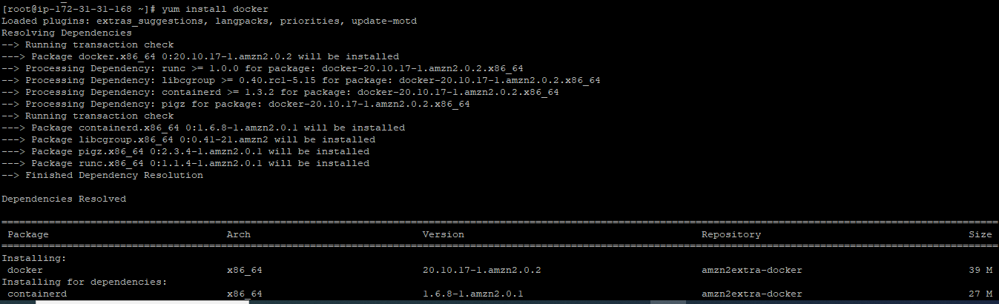 [root@ip-172-31-31-168 ~]# yum install docker
Loaded plugins: extras_suggestions, langpacks, priorities, update-motd
Resolving Dependencies
--> Running transaction check
---> Package docker.x86_64 0:20.10.17-1.amzn2.0.2 will be installed
--> Processing Dependency: runc >= 1.0.0 for package: docker-20.10.17-1.amzn2.0.2.x86_64
--> Processing Dependency: libcgroup >= 0.40.rc1-5.15 for package: docker-20.10.17-1.amzn2.0.2.x86_64
--> Processing Dependency: containerd >= 1.3.2 for package: docker-20.10.17-1.amzn2.0.2.x86_64
--> Processing Dependency: pigz for package: docker-20.10.17-1.amzn2.0.2.x86_64
--> Running transaction check
---> Package containerd.x86_64 0:1.6.8-1.amzn2.0.1 will be installed
---> Package libcgroup.x86_64 0:0.41-21.amzn2 will be installed
---> Package pigz.x86_64 0:2.3.4-1.amzn2.0.1 will be installed
---> Package runc.x86_64 0:1.1.4-1.amzn2.0.1 will be installed
--> Finished Dependency Resolution
Dependencies Resolved
Package Arch Version Repository Size
Installing:
docker x86_64 20.10.17-1.amzn2.0.2 amzn2extra-docker 39 M
Installing for dependencies:
containerd x86_64 1.6.8-1.amzn2.0.1 amzn2extra-docker 27 M